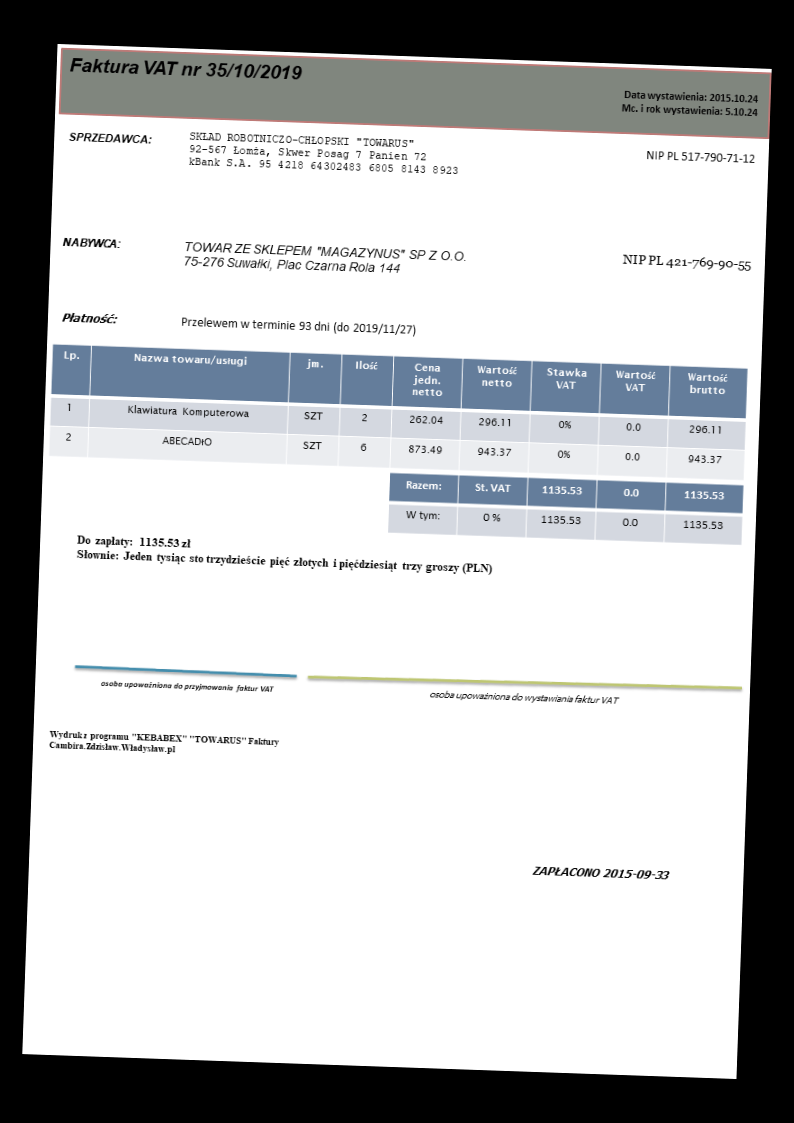 Faktura VAT nr 35/10/2019
Data wystawienia: 2015.10.24
Mc. i rok wystawienia: 5.10.24
SPRZEDAWCA:
SKŁAD ROBOTNICZO-CHŁOPSKI "TOWARUS"
92-567 Łomża, Skwer Posag 7 Panien 72
kBank S.A. 95 4218 64302483 6805 8143 8923
NIP PL 517-790-71-12
NABYWCA:
TOWAR ZE SKLEPEM "MAGAZYNUS" SP Z O.O.
75-276 Suwałki, Plac Czarna Rola 144
NIP PL 421-769-90-55
Płatność:
Przelewem w terminie 93 dni (do 2019/11/27)
Lp. Nazwa towaru/usługi jm. Ilość Cena jedn. netto Wartość netto Stawka VAT Wartość VAT Wartość brutto
1 Klawiatura Komputerowa SZT 2 262.04 296.11 0% 0.0 296.11
2 ABECADŁO SZT 6 873.49 943.37 0% 0.0 943.37
Razem: St. VAT 1135.53 0.0 1135.53
W tym: 0 % 1135.53 0.0 1135.53
Do zapłaty: 1135.53 zł
Słownie: Jeden tysiąc sto trzydzieście pięć złotych i pięćdziesiąt trzy groszy (PLN)
osoba upoważniona do przyjmowania faktur VAT
osoba upoważniona do wystawiania faktur VAT
Wydruk z programu "KEBABEX" "TOWARUS" Faktury
Cambira.Zdzisław.Władysław.pl
ZAPŁACONO 2015-09-33